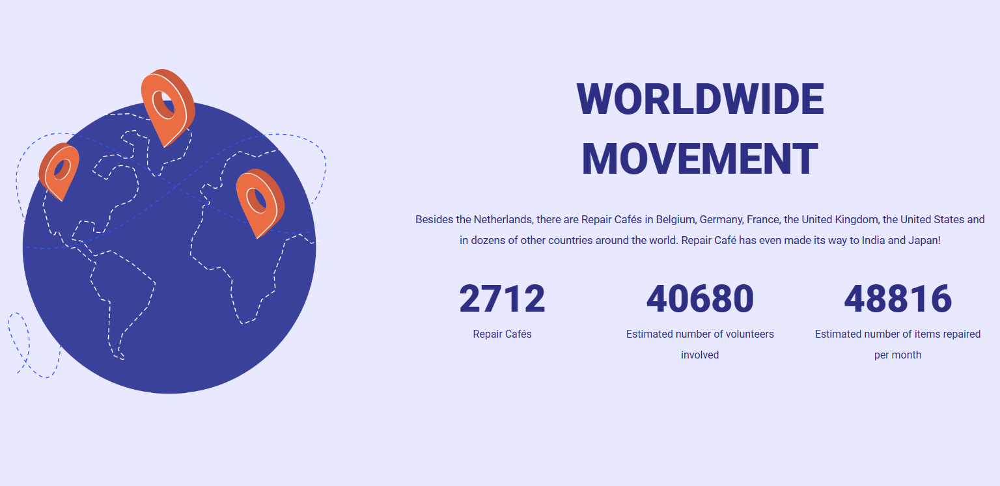 WORLDWIDE
MOVEMENT
Besides the Netherlands, there are Repair Cafés in Belgium, Germany, France, the United Kingdom, the United States and
in dozens of other countries around the world. Repair Café has even made its way to India and Japan!
2712
Repair Cafés
40680
Estimated number of volunteers
involved
48816
Estimated number of items repaired
per month